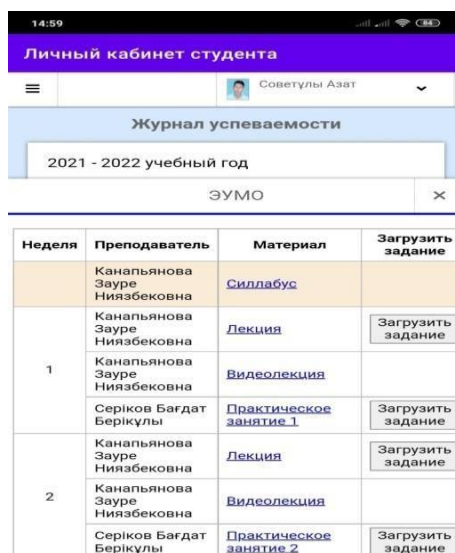 14:59
84
Личный кабинет студента
Советулы Азат
Журнал успеваемости
2021 - 2022 учебный год
ЭУМО
Неделя Преподаватель Материал Загрузить
задание
Канапьянова
Зауре
Ниязбековна
Силлабус
1
Канапьянова
Зауре
Ниязбековна
Лекция
Загрузить
задание
Канапьянова
Зауре
Ниязбековна
Видеолекция
Серіков Бағдат
Берікұлы
Практическое
занятие 1
Загрузить
задание
2
Канапьянова
Зауре
Ниязбековна
Лекция
Загрузить
задание
Канапьянова
Зауре
Ниязбековна
Видеолекция
Серіков Бағдат
Берікұлы
Практическое
занятие 2
Загрузить
задание